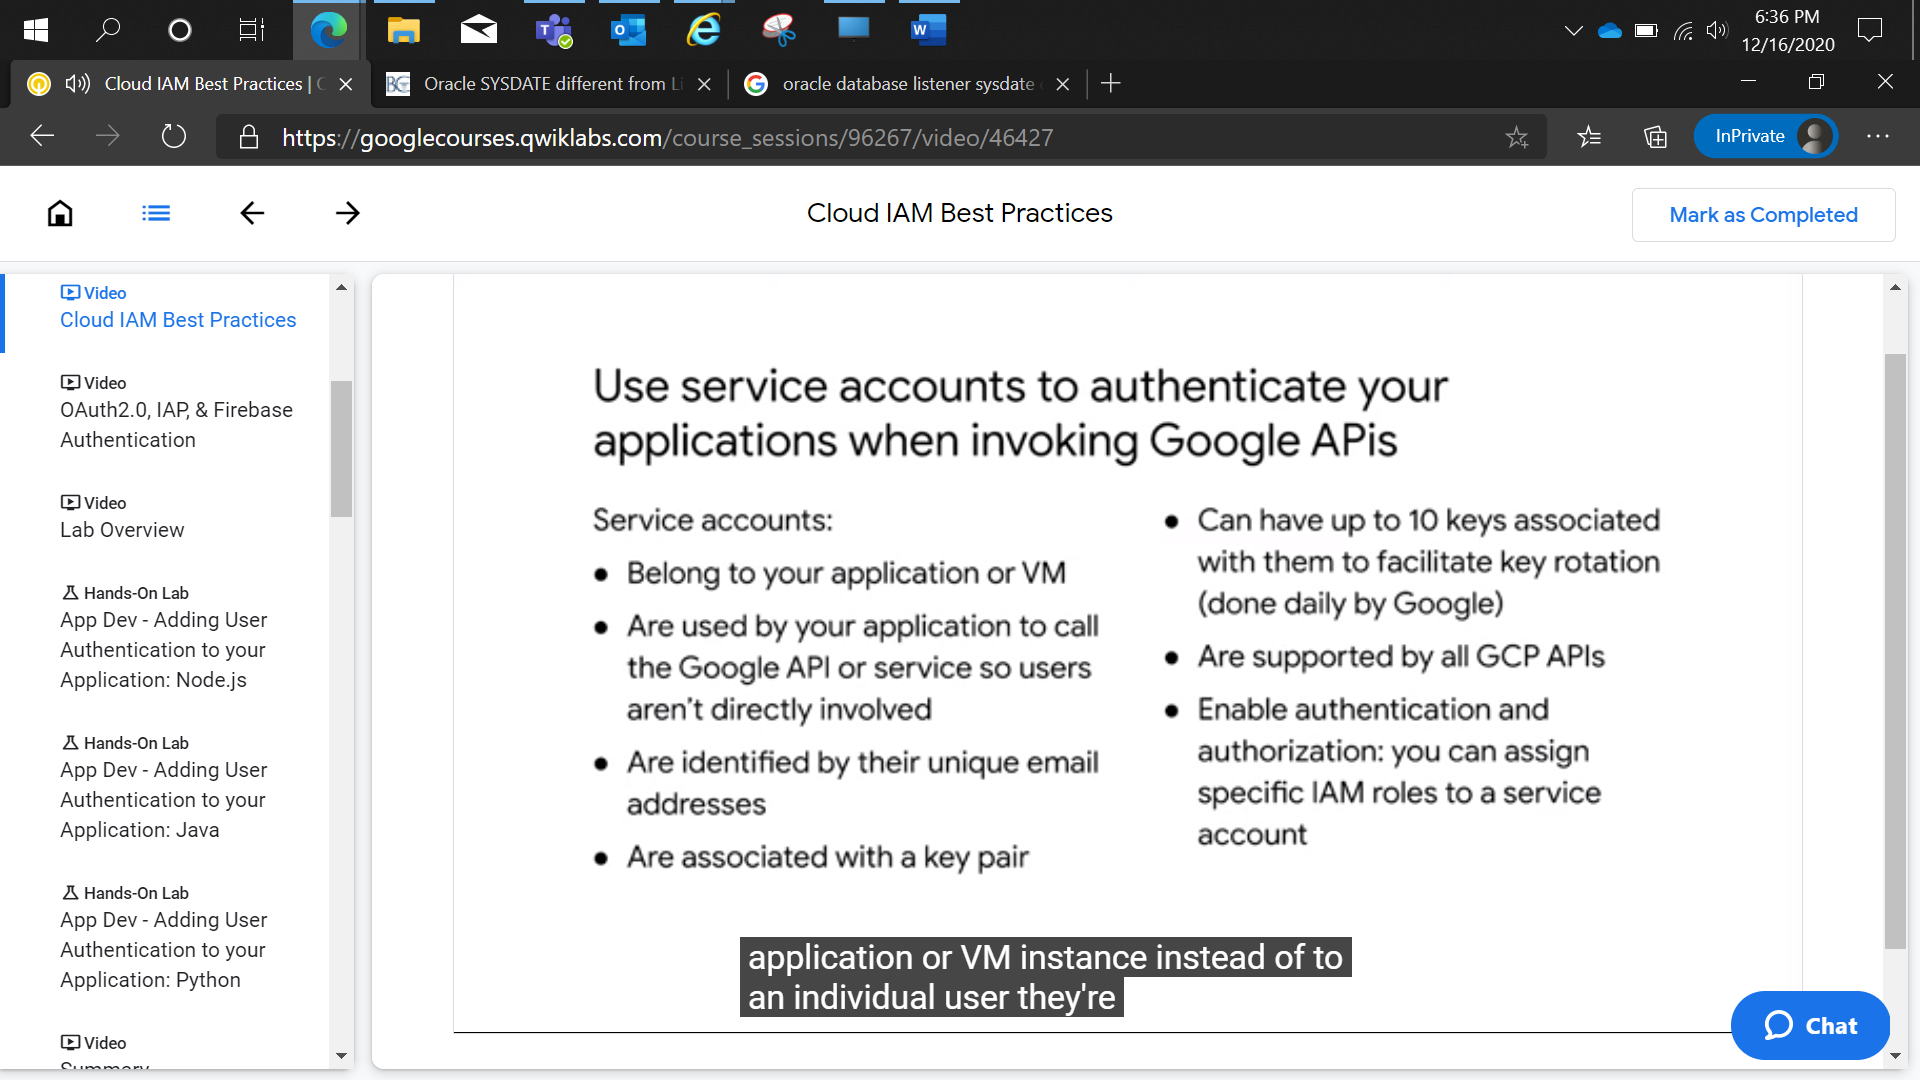 6:36 PM
12/16/2020
Cloud IAM Best Practices |
Oracle SYSDATE different from Li
oracle database listener sysdate
https://googlecourses.qwiklabs.com/course_sessions/96267/video/46427
InPrivate
Cloud IAM Best Practices
Mark as Completed
Video
Cloud IAM Best Practices
Video
OAuth2.0, IAP, & Firebase
Authentication
Video
Lab Overview
Hands-On Lab
App Dev - Adding User
Authentication to your
Application: Node.js
Hands-On Lab
App Dev - Adding User
Authentication to your
Application: Java
Hands-On Lab
App Dev - Adding User
Authentication to your
Application: Python
Video
Summary
Use service accounts to authenticate your
applications when invoking Google APis
Service accounts:
● Belong to your application or VM
● Are used by your application to call
the Google API or service so users
aren't directly involved
● Are identified by their unique email
addresses
● Are associated with a key pair
● Can have up to 10 keys associated
with them to facilitate key rotation
(done daily by Google)
● Are supported by all GCP APIs
● Enable authentication and
authorization: you can assign
specific IAM roles to a service
account
application or VM instance instead of to
an individual user they're
Chat